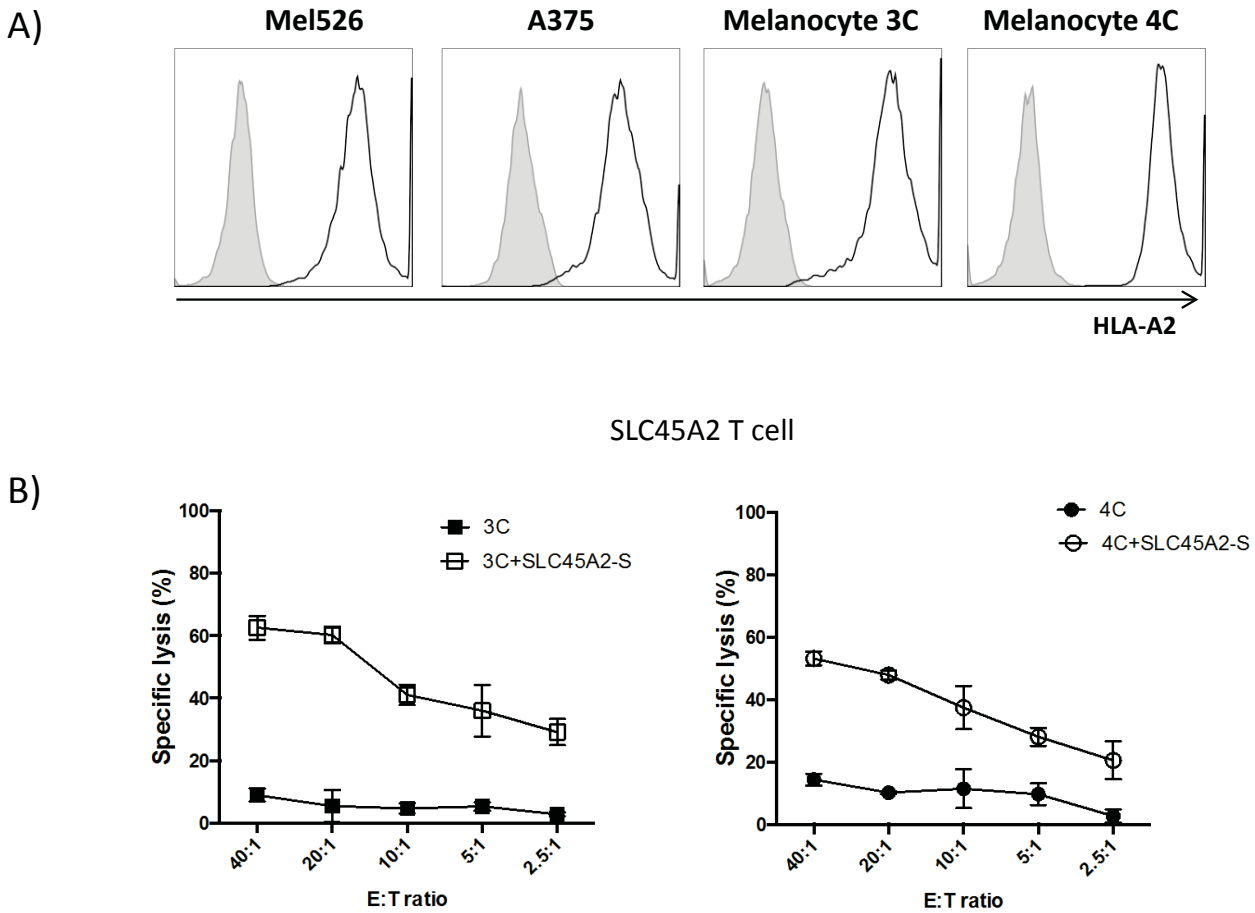 A)
Mel526 A375 Melanocyte 3C Melanocyte 4C
HLA-A2
SLC45A2 T cell
B)
Specific lysis (%)
100
80
60
40
20
0
3C
3C+SLC45A2-S
40:1 20:1 10:1 5:1 2.5:1
E:T ratio
Specific lysis (%)
100
80
60
40
20
0
4C
4C+SLC45A2-S
40:1 20:1 10:1 5:1 2.5:1
E:T ratio